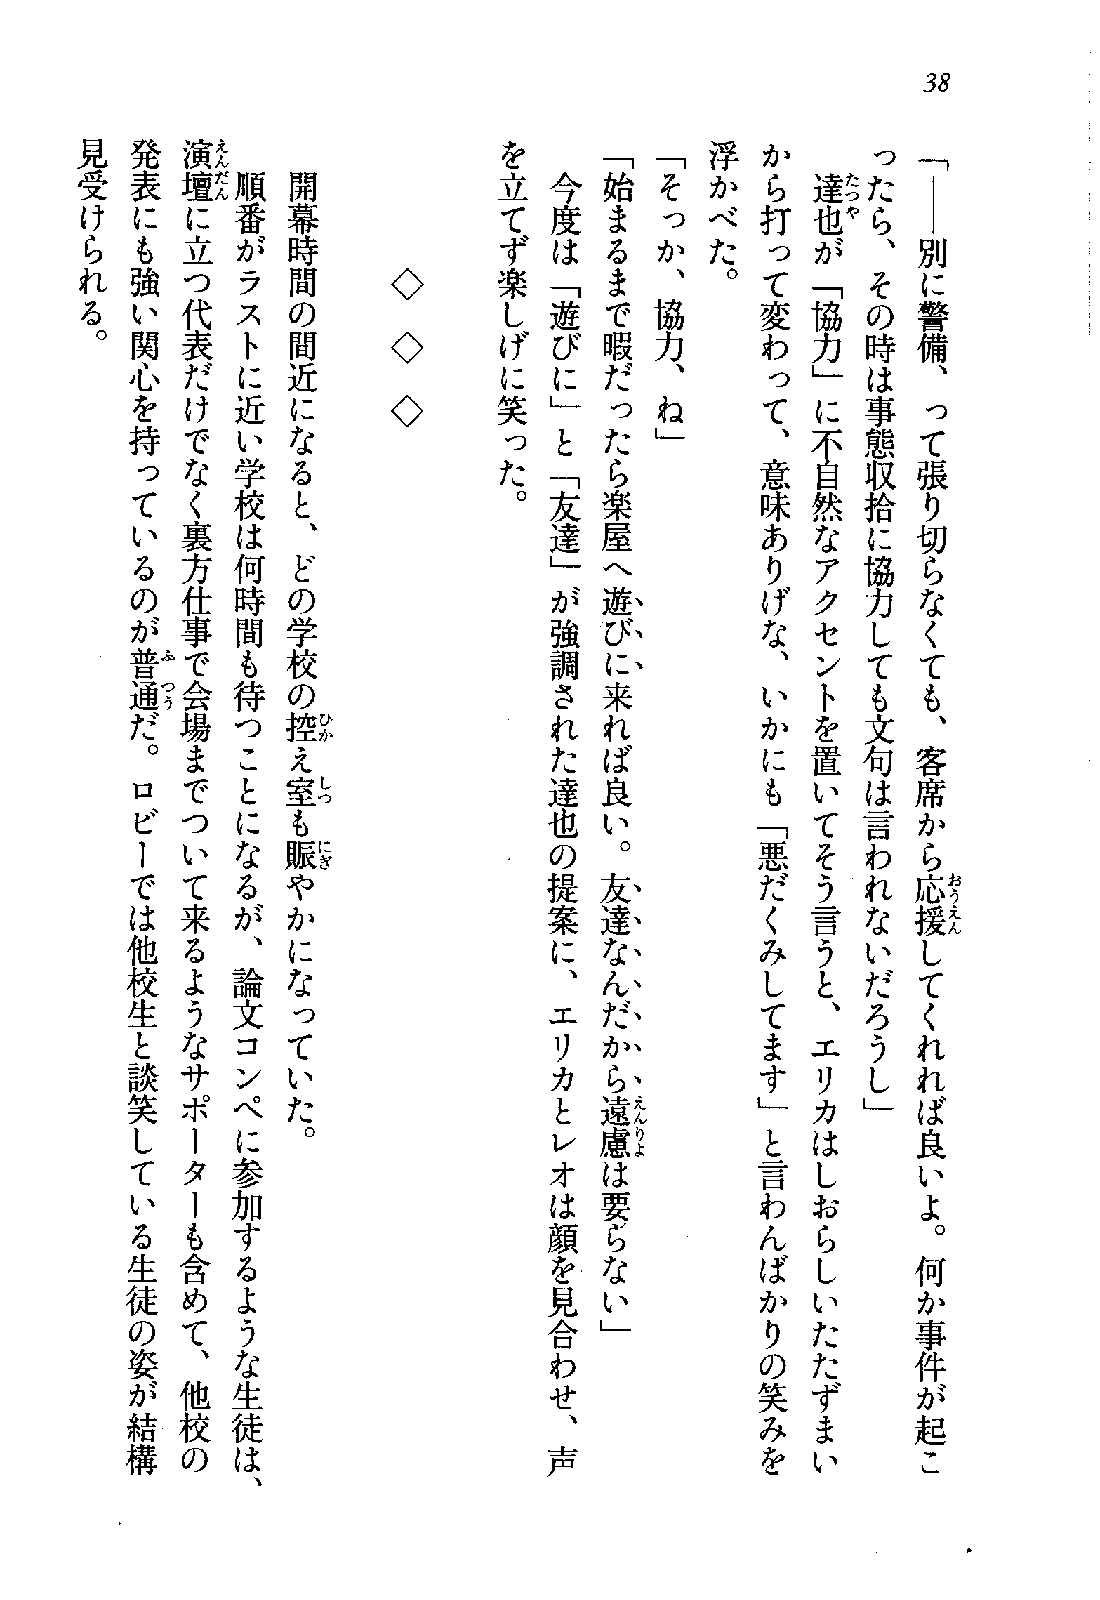 38
「――別に警備、って張り切らなくても、客席から応援してくれれば良いよ。何か事件が起こ
ったら、その時は事態収拾に協力しても文句は言われないだろうし」
達也が「協力」に不自然なアクセントを置いてそう言うと、エリカはしおらしいたたずまい
から打って変わって、意味ありげな、いかにも「悪だくみしてます」と言わんばかりの笑みを
浮かべた。
「そっか、協力、ね」
「始まるまで暇だったら楽屋へ遊びに来れば良い。友達なんだから遠慮は要らない」
今度は「遊びに」と「友達」が強調された達也の提案に、エリカとレオは顔を見合わせ、声
を立てず楽しげに笑った。
◇ ◇ ◇
開幕時間の間近になると、どの学校の控え室も賑やかになっていた。
順番がラストに近い学校は何時間も待つことになるが、論文コンペに参加するような生徒は、
演壇に立つ代表だけでなく裏方仕事で会場までついて来るようなサポーターも含めて、他校の
発表にも強い関心を持っているのが普通だ。ロビーでは他校生と談笑している生徒の姿が結構
見受けられる。